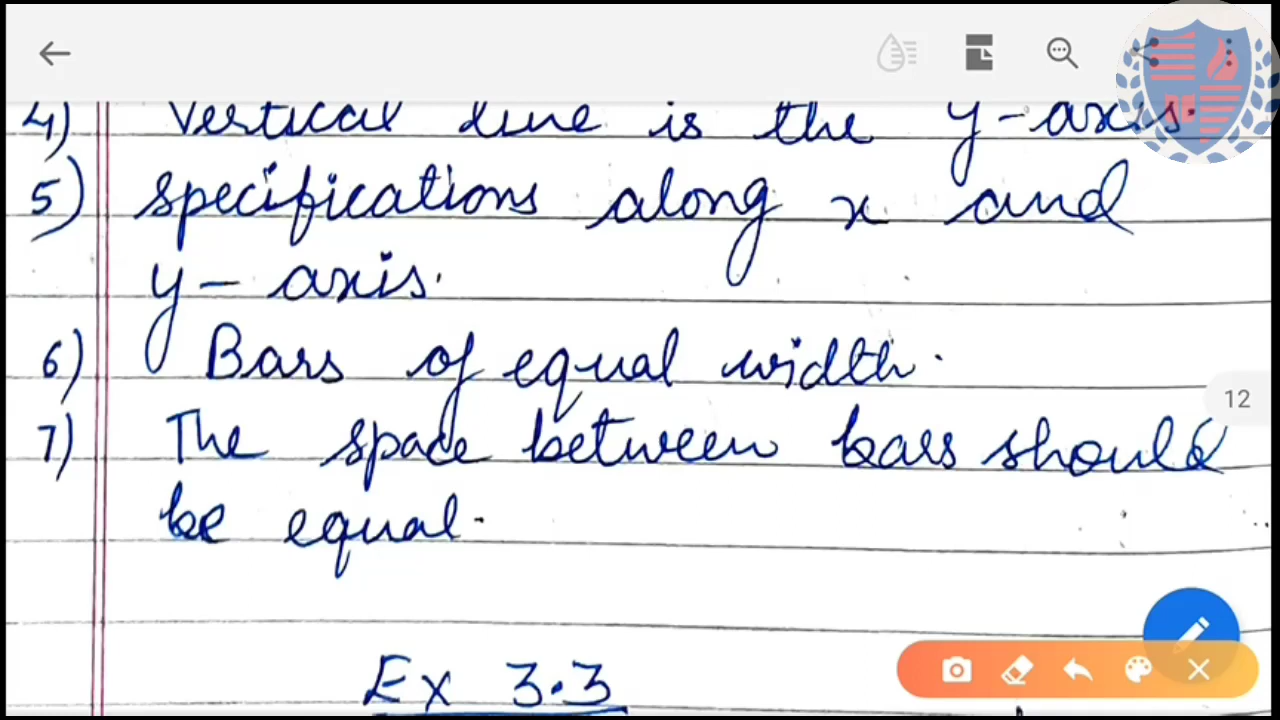 4) Vertical line is the y-axis.
5) specifications along x and
y- axis.
6) Bars of equal width.
12
7) The space between bars should
be equal.
Ex 3.3